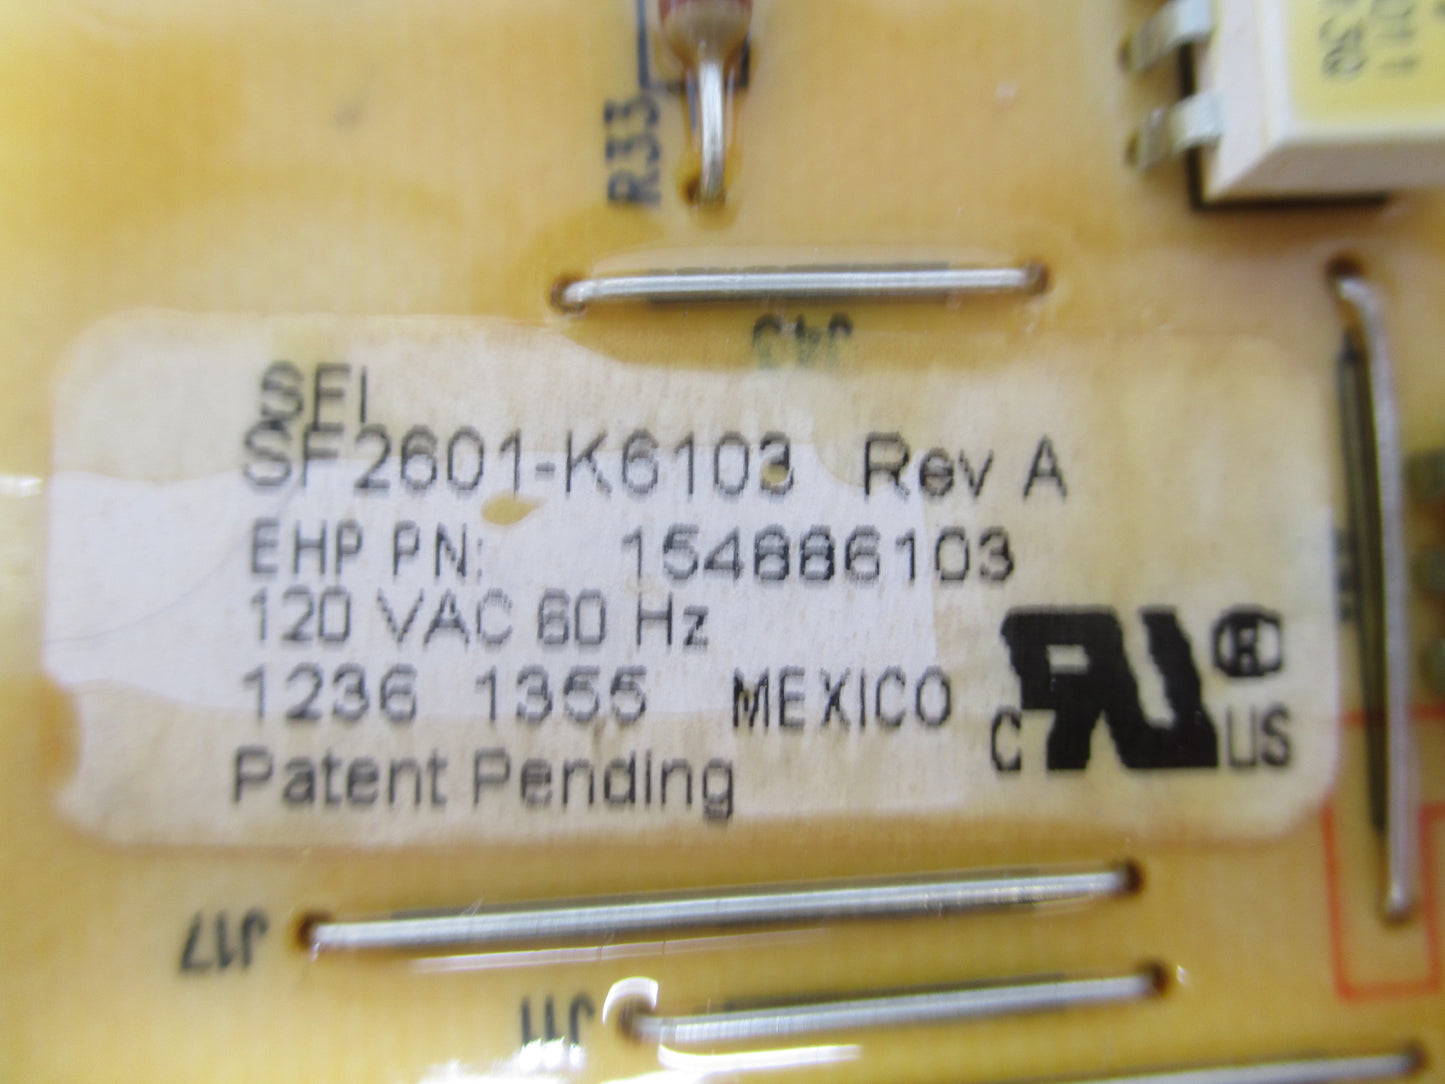 R33
J43
SEI
SF2601-K6103 Rev A
EHP PN: 154886103
120 VAC 60 Hz
1236 1355 MEXICO
Patent Pending
C RU ® US
J17
J11